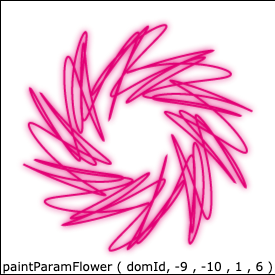 paintParamFlower ( domId, -9 , -10 , 1 , 6 )